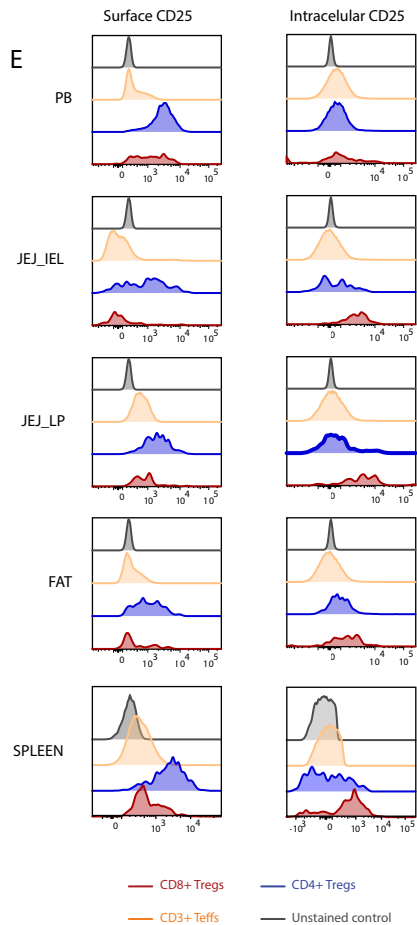 Surface CD25 Intracelular CD25
E
PB
0 10³ 10⁴ 10⁵ 0 10⁴ 10⁵
JEJ_IEL
0 10³ 10⁴ 10⁵ 0 10⁴ 10⁵
JEJ_LP
0 10³ 10⁴ 10⁵ 0 10⁴ 10⁵
FAT
0 10³ 10⁴ 10⁵ 10⁴ 10⁵
SPLEEN
0 10³ 10⁴ -10³ 0 10³ 10⁴ 10⁵
CD8+ Tregs CD4+ Tregs
CD3+ Teffs Unstained control